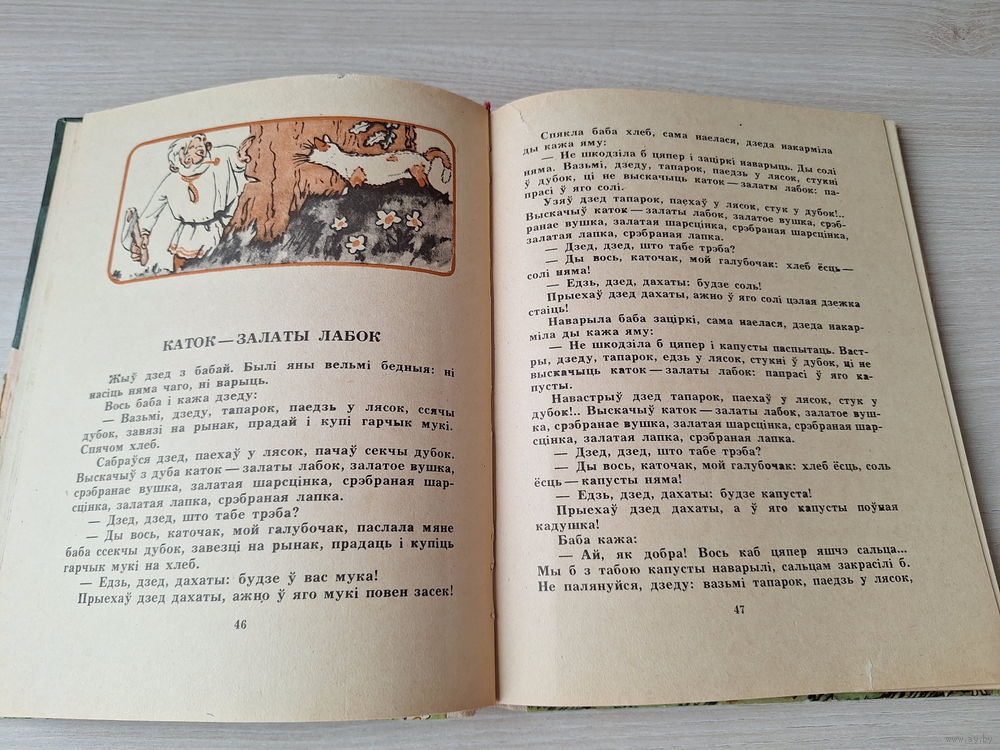 КАТОК — ЗАЛАТЫ ЛАБОК
Жыў дзед з бабай. Былі яны вельмі бедныя: ні
насіць няма чаго, ні варыць.
Вось баба і кажа дзеду:
— Вазьмі, дзеду, тапарок, паедзь у лясок, ссячы
дубок, завязі на рынак, прадай і купі гарчык мукі.
Спячом хлеб.
Сабраўся дзед, паехаў у лясок, пачаў секчы дубок.
Выскачыў з дуба каток — залаты лабок, залатое вушка,
срэбранае вушка, залатая шарсцінка, срэбраная шар-
сцінка, залатая лапка, срэбраная лапка.
— Дзед, дзед, што табе трэба?
— Ды вось, каточак, мой галубочак, паслала мяне
баба ссекчы дубок, завезці на рынак, прадаць і купіць
гарчык мукі на хлеб.
— Едзь, дзед, дахаты: будзе ў вас мука!
Прыехаў дзед дахаты, ажно ў яго мукі повен засек!
46
Спякла баба хлеб, сама наелася, дзеда накарміла
ды кажа яму:
— Не шкодзіла б цяпер і зацiркі наварыць. Ды солі
няма. Вазьмі, дзеду, тапарок, паедзь у лясок, стукні
ў дубок, ці не выскачыць каток — залаты лабок: па-
прасі ў яго солі.
Узяў дзед тапарок, паехаў у лясок, стук у дубок!..
Выскачыў каток — залаты лабок, залатое вушка, срэб-
ранае вушка, залатая шарсцінка, срэбраная шарсцінка,
залатая лапка, срэбраная лапка.
— Дзед, дзед, што табе трэба?
— Ды вось, каточак, мой галубочак: хлеб ёсць —
солі няма!
— Едзь, дзед, дахаты: будзе соль!
Прыехаў дзед дахаты, ажно ў яго солі цэлая дзежка
стаіць!
Наварыла баба зацiркі, сама наелася, дзеда накар-
міла ды кажа яму:
— Не шкодзіла б цяпер і капусты паспытаць. Васт-
ры, дзеду, тапарок, едзь у лясок, стукні ў дубок, ці не
выскачыць каток — залаты лабок: папрасі ў яго ка-
пусты.
Навастрыў дзед тапарок, паехаў у лясок, стук у
дубок!.. Выскачыў каток — залаты лабок, залатое вуш-
ка, срэбранае вушка, залатая шарсцінка, срэбраная шар-
сцінка, залатая лапка, срэбраная лапка.
— Дзед, дзед, што табе трэба?
— Ды вось, каточак, мой галубочак: хлеб ёсць, соль
ёсць — капусты няма!
— Едзь, дзед, дахаты: будзе капуста!
Прыехаў дзед дахаты, а ў яго капусты поўная
кадушка!
Баба кажа:
— Ай, як добра! Вось каб цяпер яшчэ сальца...
Мы б з табою капусты наварылі, сальцам закрасілі б.
Не палянуйся, дзеду: вазьмі тапарок, паедзь у лясок,
47
www.ay.by